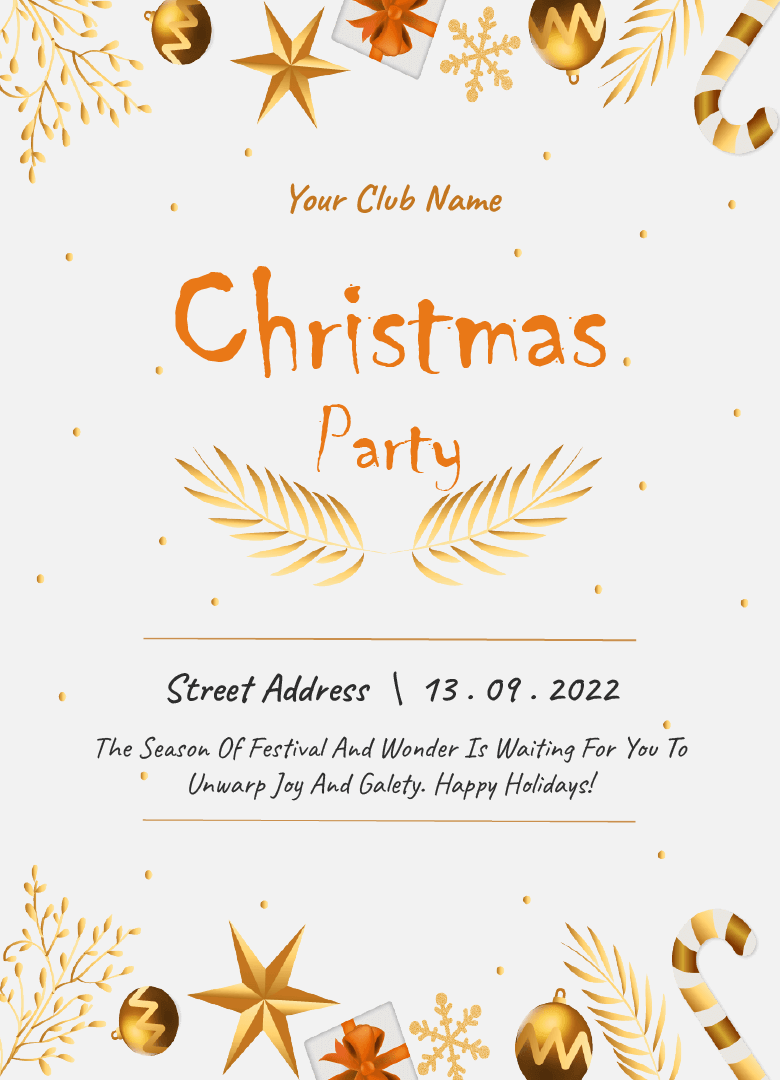 Your Club Name
Christmas
Party
Street Address \ 13 . 09 . 2022
The Season Of Festival And Wonder Is Waiting For You To
Unwarp Joy And Galety. Happy Holidays!